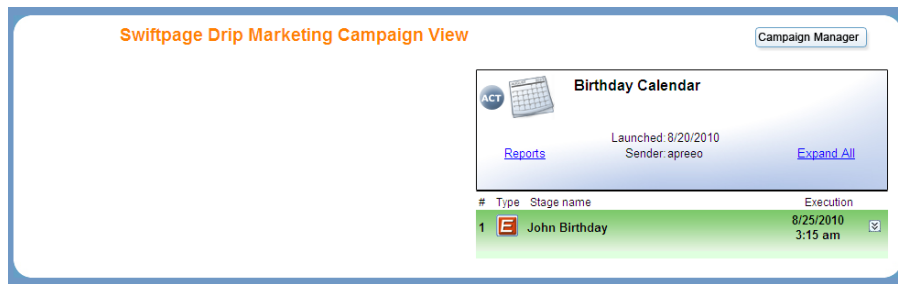 Swiftpage Drip Marketing Campaign View
Campaign Manager
ACT
Birthday Calendar
Launched: 8/20/2010
Reports Sender: apreeo Expand All
# Type Stage name Execution
1 E John Birthday 8/25/2010
3:15 am